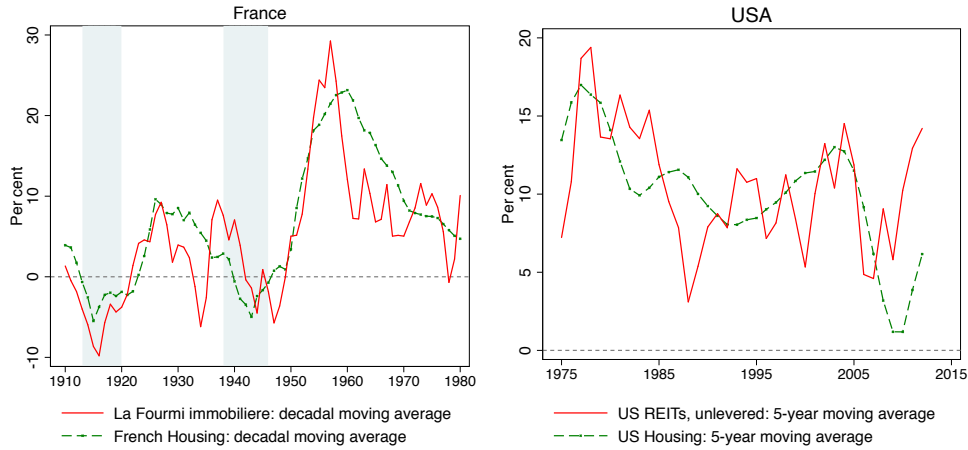 France
Per cent
30
20
10
0
-10
1910 1920 1930 1940 1950 1960 1970 1980
La Fourmi immobiliere: decadal moving average
French Housing: decadal moving average
USA
Per cent
20
15
10
5
0
1975 1985 1995 2005 2015
US REITs, unlevered: 5-year moving average
US Housing: 5-year moving average